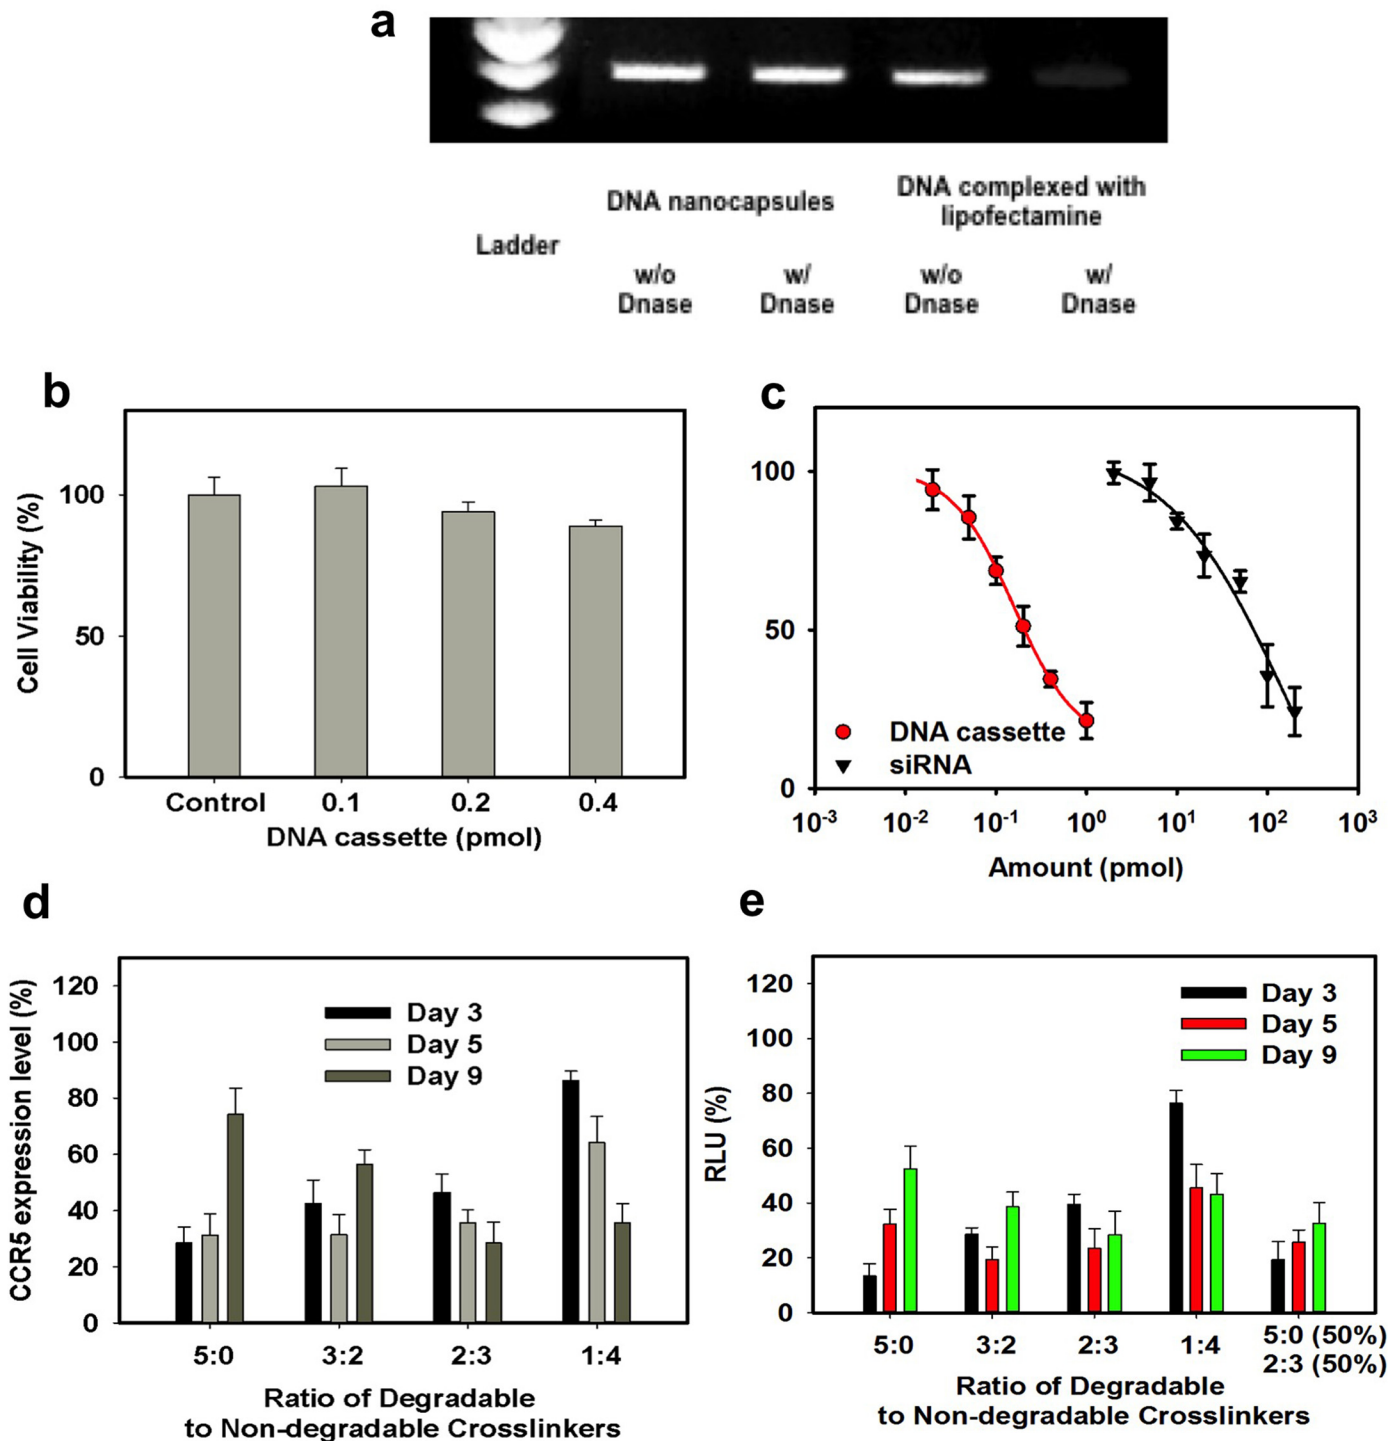 a
DNA nanocapsules
DNA complexed with
lipofectamine
Ladder
w/o
Dnase
w/
Dnase
w/o
Dnase
w/
Dnase
b
Cell Viability (%)
100
50
0
Control 0.1 0.2 0.4
DNA cassette (pmol)
c
100
50
0
DNA cassette
siRNA
10-3 10-2 10-1 100 101 102 103
Amount (pmol)
d
CCR5 expression level (%)
120
100
80
60
40
20
0
Day 3
Day 5
Day 9
5:0 3:2 2:3 1:4
Ratio of Degradable
to Non-degradable Crosslinkers
e
RLU (%)
120
100
80
60
40
20
0
Day 3
Day 5
Day 9
5:0 3:2 2:3 1:4 5:0 (50%)
2:3 (50%)
Ratio of Degradable
to Non-degradable Crosslinkers